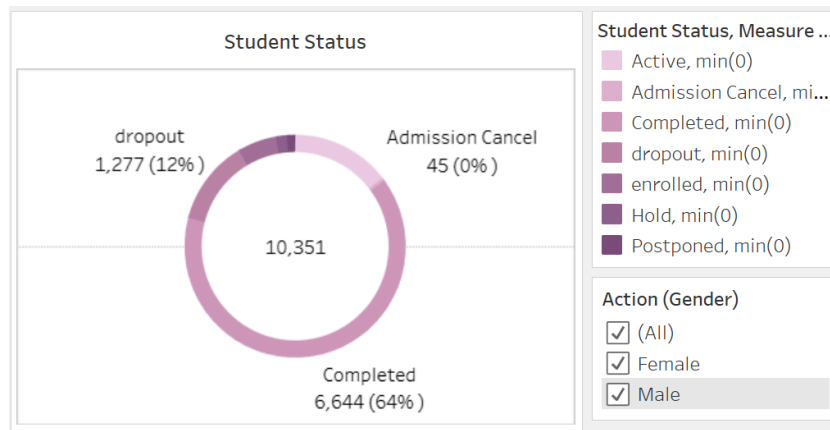 Student Status
dropout
1,277 (12% )
Admission Cancel
45 (0% )
10,351
Completed
6,644 (64% )
Student Status, Measure ...
Active, min(0)
Admission Cancel, mi...
Completed, min(0)
dropout, min(0)
enrolled, min(0)
Hold, min(0)
Postponed, min(0)
Action (Gender)
(All)
Female
Male